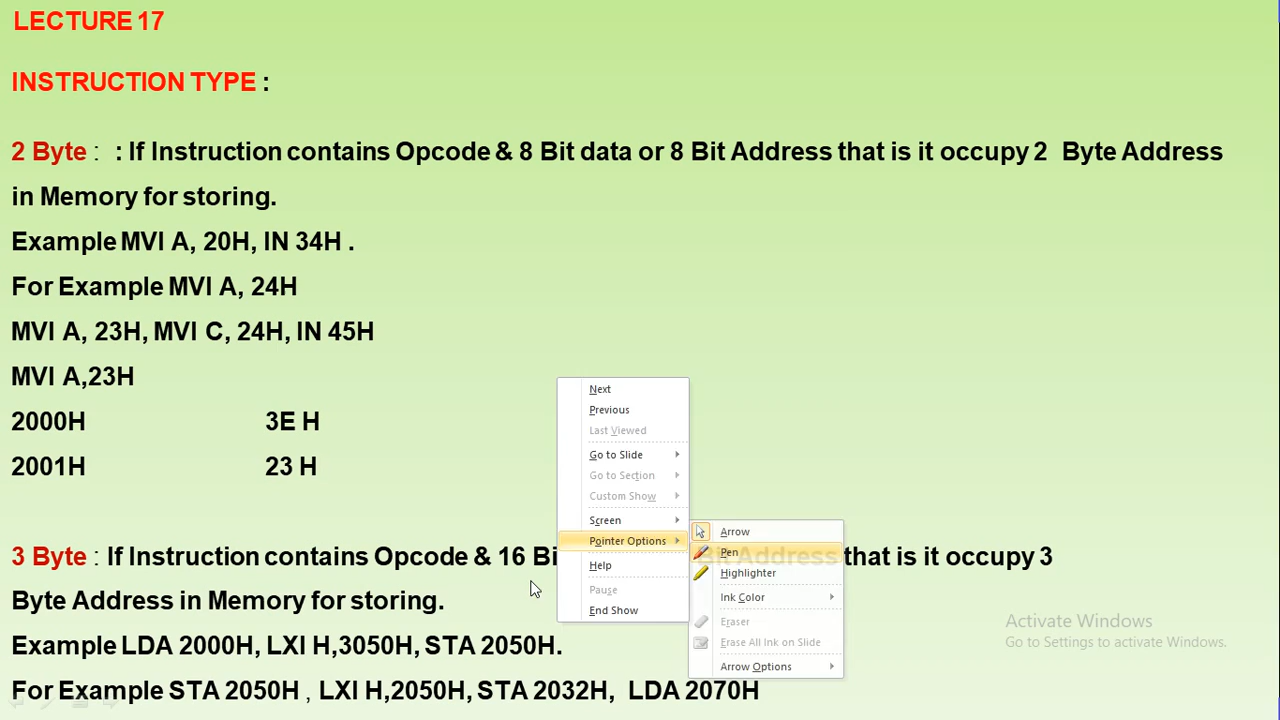 LECTURE 17
INSTRUCTION TYPE :
2 Byte : : If Instruction contains Opcode & 8 Bit data or 8 Bit Address that is it occupy 2 Byte Address
in Memory for storing.
Example MVI A, 20H, IN 34H .
For Example MVI A, 24H
MVI A, 23H, MVI C, 24H, IN 45H
MVI A,23H
2000H 3E H
2001H 23 H
3 Byte : If Instruction contains Opcode & 16 Bi Bit Address that is it occupy 3
Byte Address in Memory for storing.
Example LDA 2000H, LXI H,3050H, STA 2050H.
For Example STA 2050H , LXI H,2050H, STA 2032H, LDA 2070H
Next
Previous
Last Viewed
Go to Slide
Go to Section
Custom Show
Screen
Pointer Options
Help
Pause
End Show
Arrow
Pen
Highlighter
Ink Color
Eraser
Erase All Ink on Slide
Arrow Options
Activate Windows
Go to Settings to activate Windows.